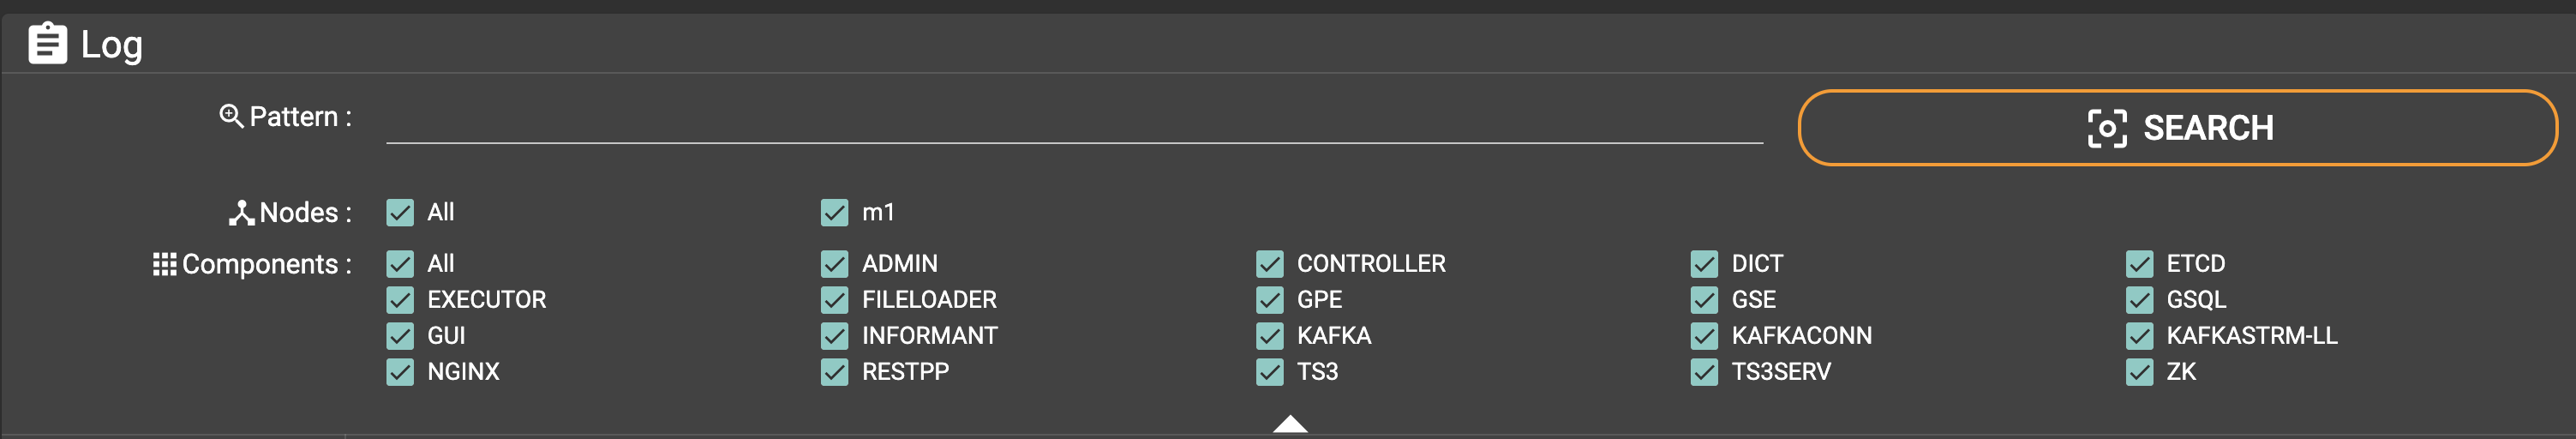 Log
Pattern :
SEARCH
Nodes : All m1
Components : All ADMIN CONTROLLER DICT ETCD
EXECUTOR FILELOADER GPE GSE GSQL
GUI INFORMANT KAFKA KAFKACONN KAFKASTRM-LL
NGINX RESTPP TS3 TS3SERV ZK